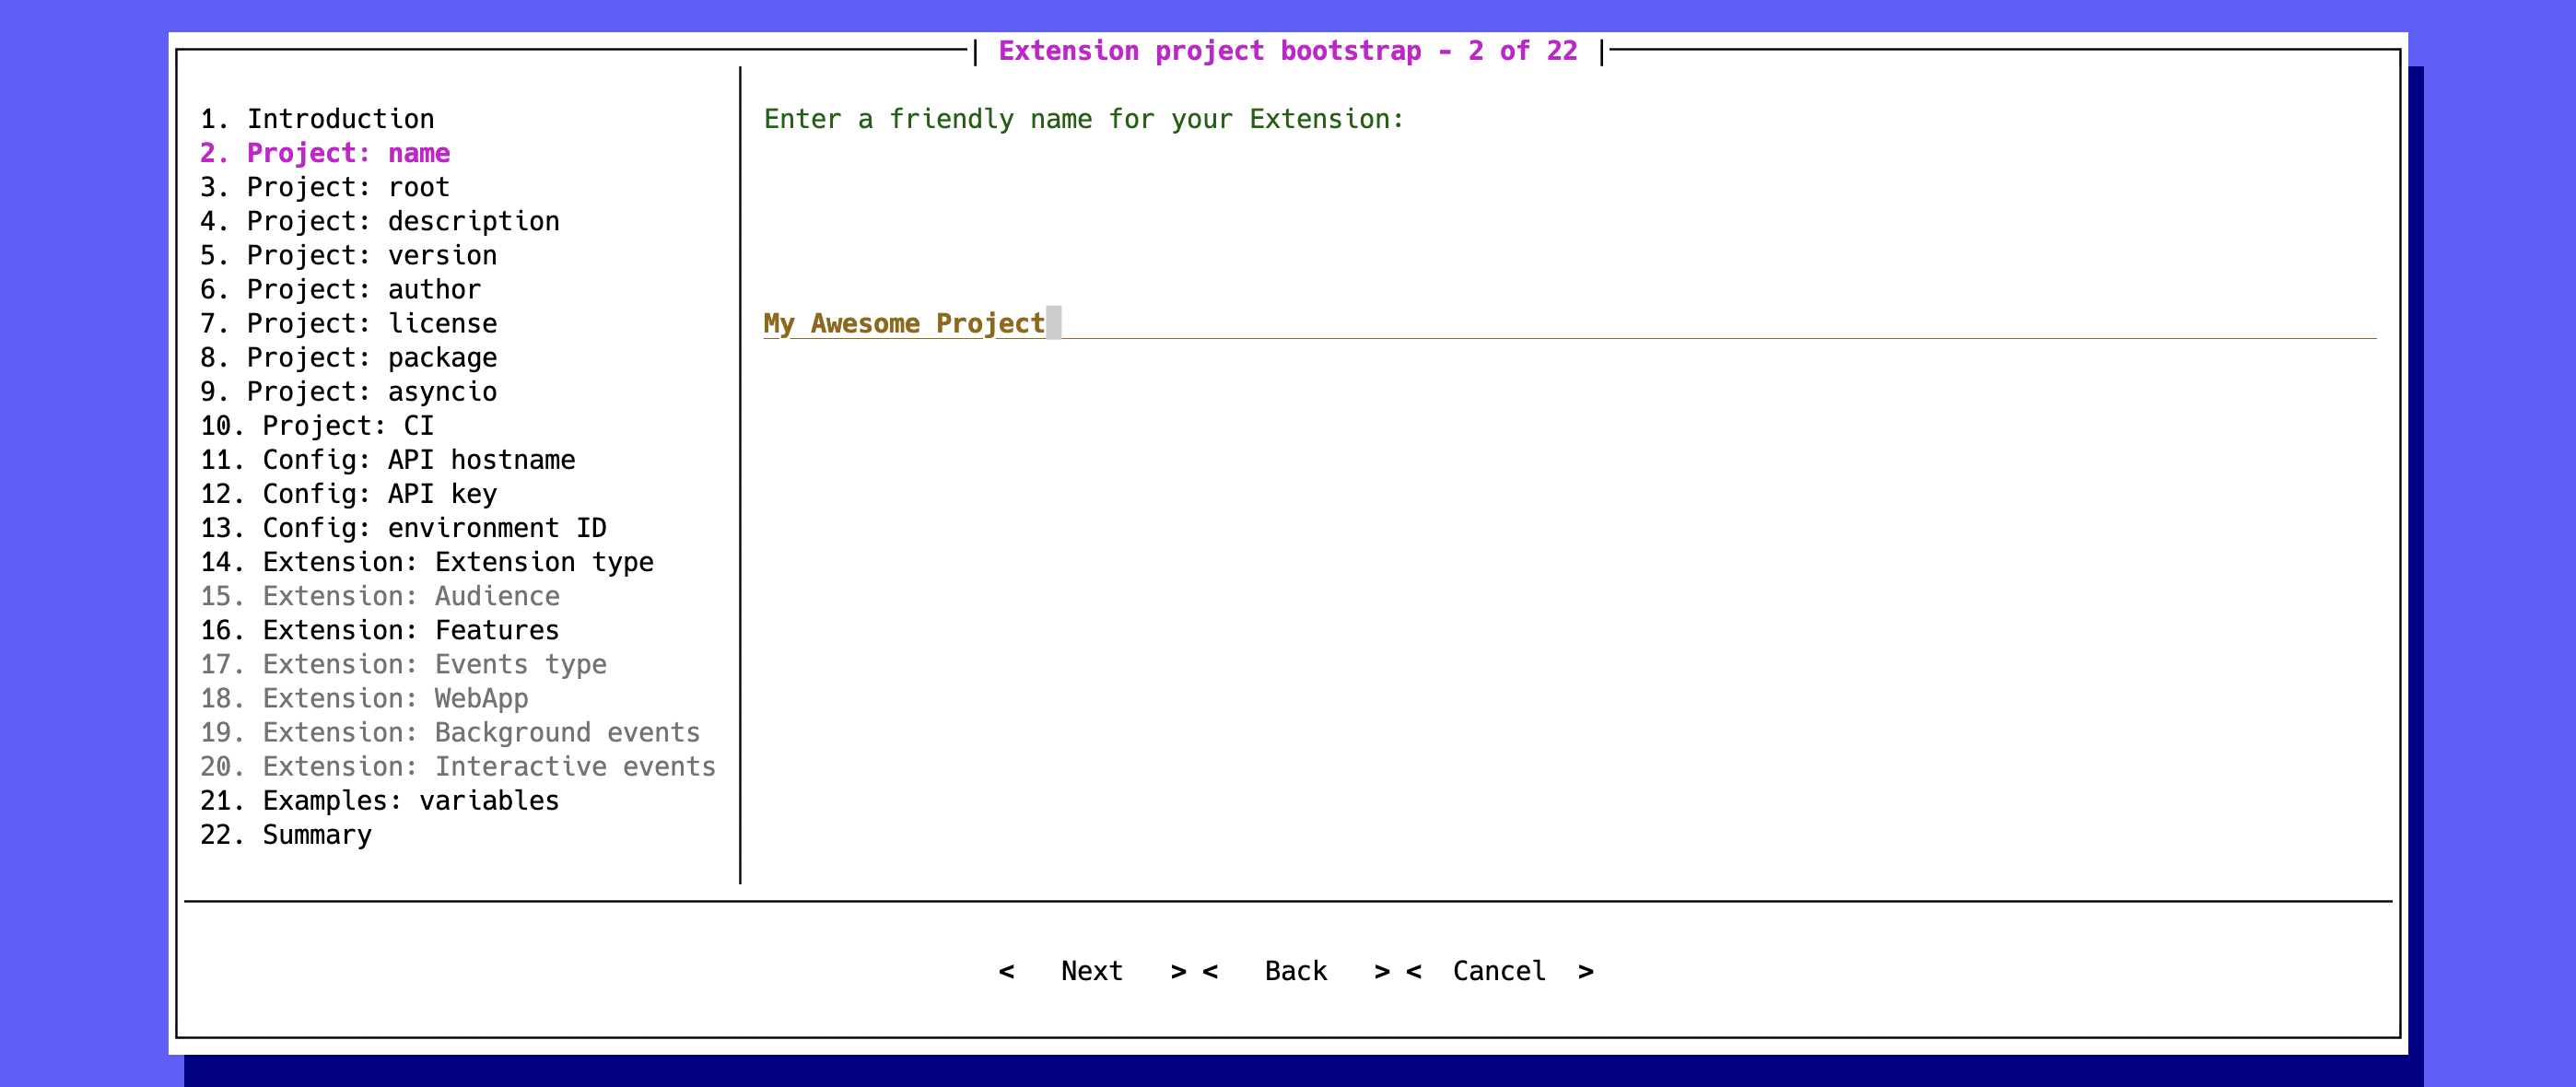 Extension project bootstrap - 2 of 22
1. Introduction
2. Project: name
3. Project: root
4. Project: description
5. Project: version
6. Project: author
7. Project: license
8. Project: package
9. Project: asyncio
10. Project: CI
11. Config: API hostname
12. Config: API key
13. Config: environment ID
14. Extension: Extension type
15. Extension: Audience
16. Extension: Features
17. Extension: Events type
18. Extension: WebApp
19. Extension: Background events
20. Extension: Interactive events
21. Examples: variables
22. Summary
Enter a friendly name for your Extension:
My Awesome Project
< Next > < Back > < Cancel >